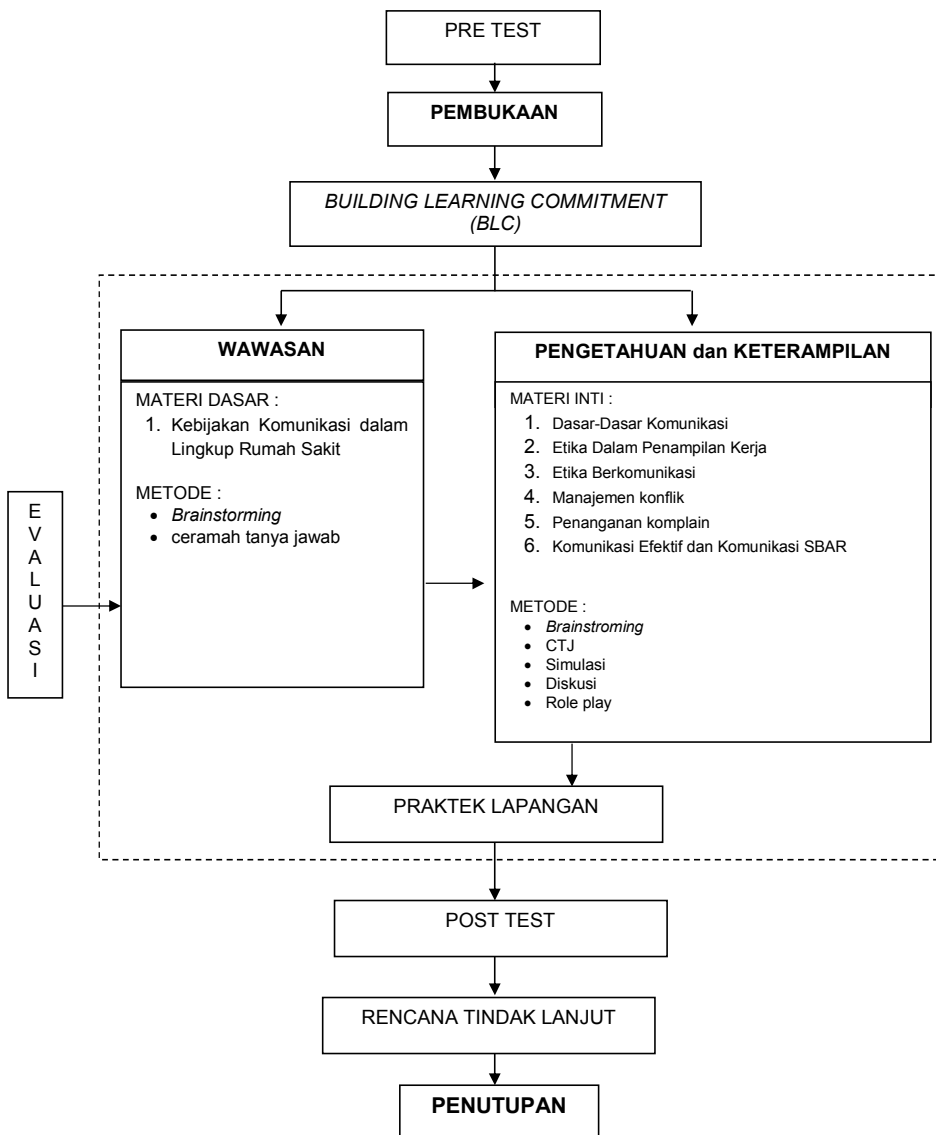 PRE TEST
PEMBUKAAN
BUILDING LEARNING COMMITMENT
(BLC)
WAWASAN
MATERI DASAR :
1. Kebijakan Komunikasi dalam
Lingkup Rumah Sakit
METODE :
• Brainstorming
• ceramah tanya jawab
PENGETAHUAN dan KETERAMPILAN
MATERI INTI :
1. Dasar-Dasar Komunikasi
2. Etika Dalam Penampilan Kerja
3. Etika Berkomunikasi
4. Manajemen konflik
5. Penanganan komplain
6. Komunikasi Efektif dan Komunikasi SBAR
METODE :
• Brainstroming
• CTJ
• Simulasi
• Diskusi
• Role play
E
V
A
L
U
A
S
I
PRAKTEK LAPANGAN
POST TEST
RENCANA TINDAK LANJUT
PENUTUPAN